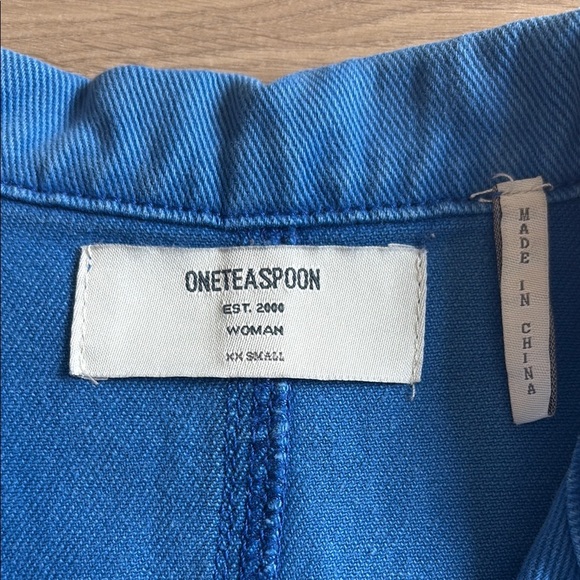 ONETEASPOON
EST. 2000
WOMAN
XX SMALL
MADE IN CHINA